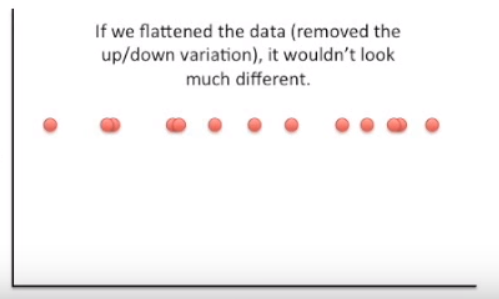 If we flattened the data (removed the
up/down variation), it wouldn’t look
much different.